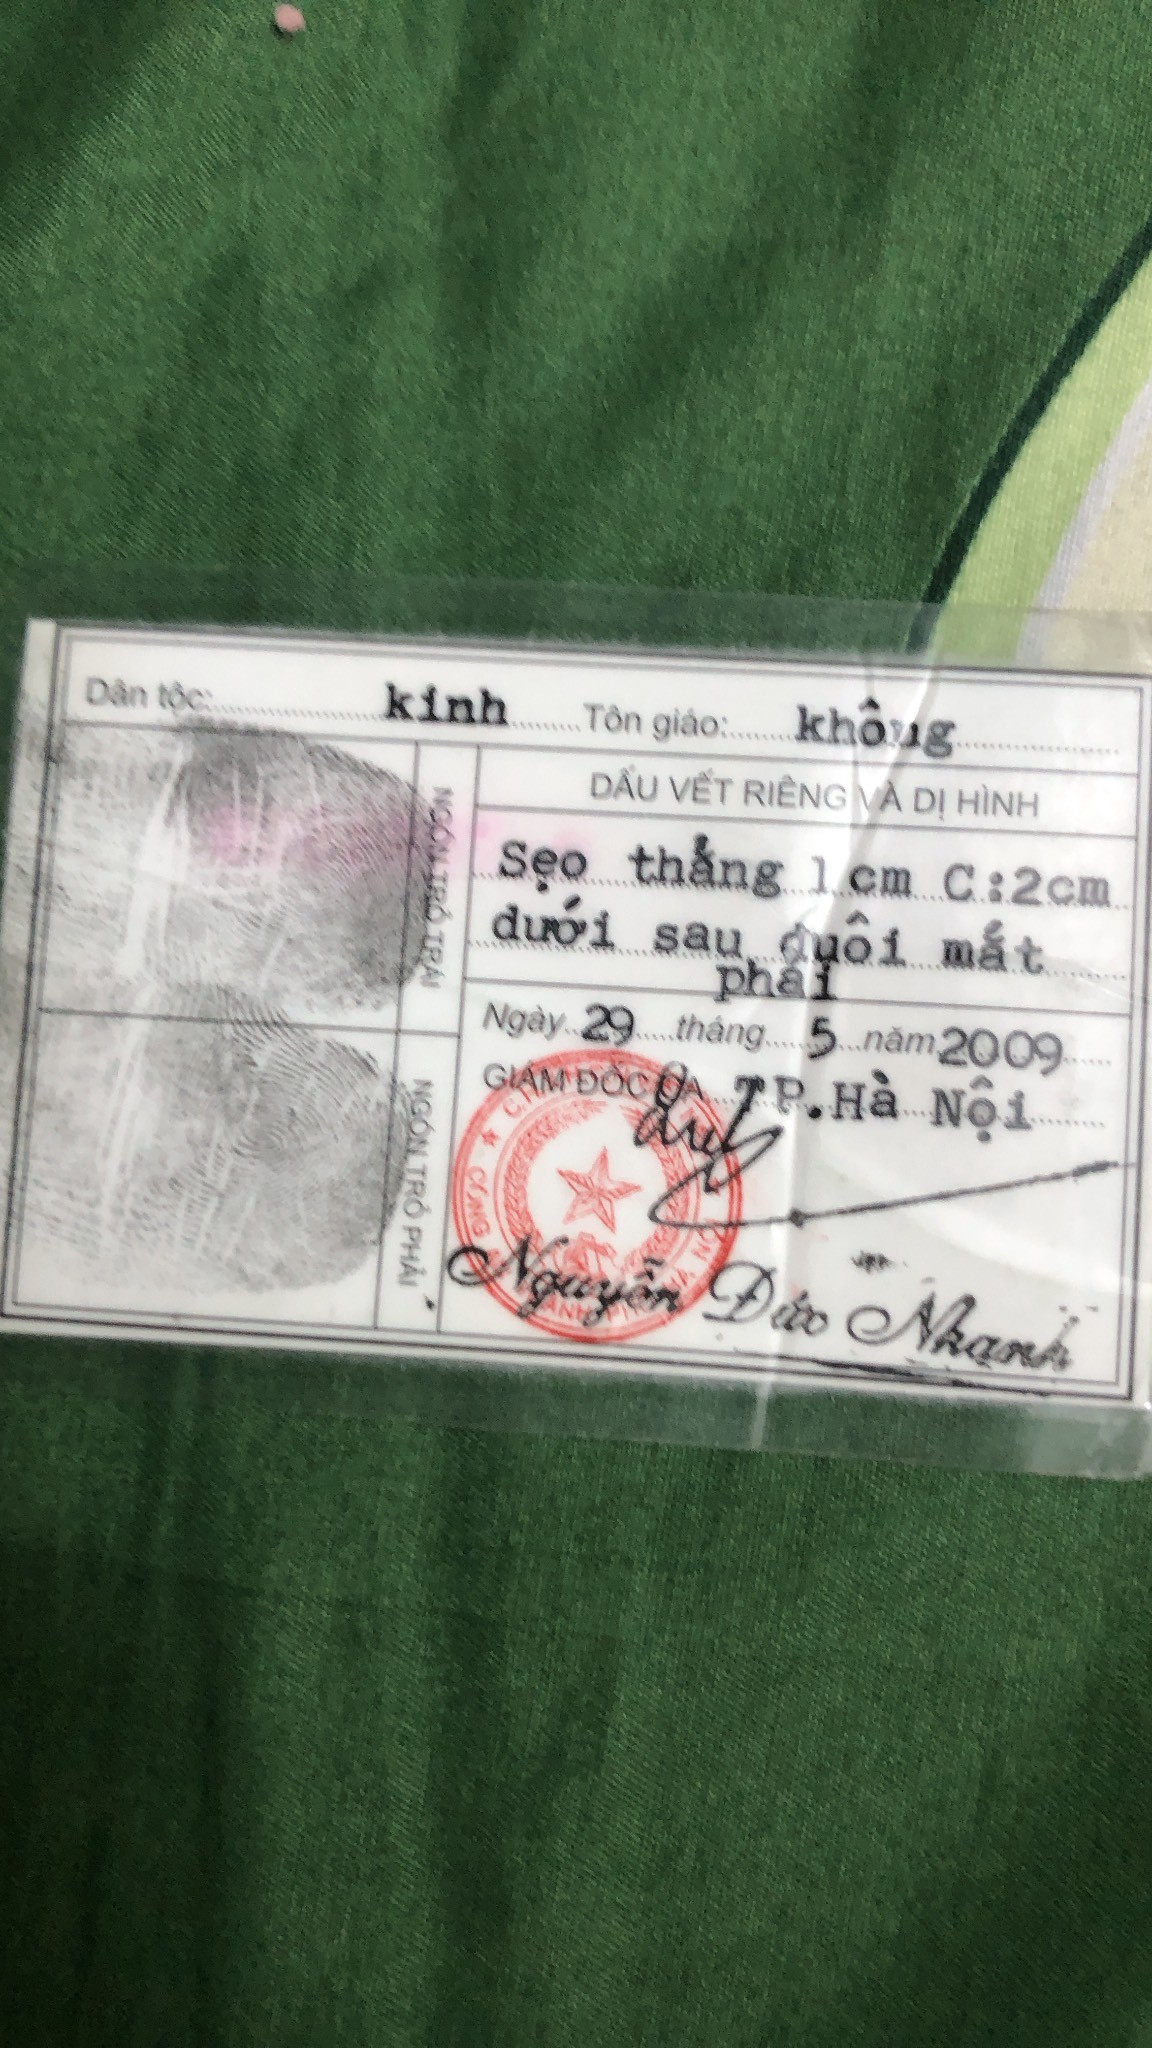 Dân tộc: kinh Tôn giáo: không
NGÓN TRỎ TRÁI
DẤU VẾT RIÊNG VÀ DỊ HÌNH
Sẹo thẳng 1 cm C:2cm
dưới sau đuôi mắt
phải
NGÓN TRỎ PHẢI
Ngày 29 tháng 5 năm 2009
GIÁM ĐỐC CA TP.Hà Nội
Nguyễn Đức Nhanh